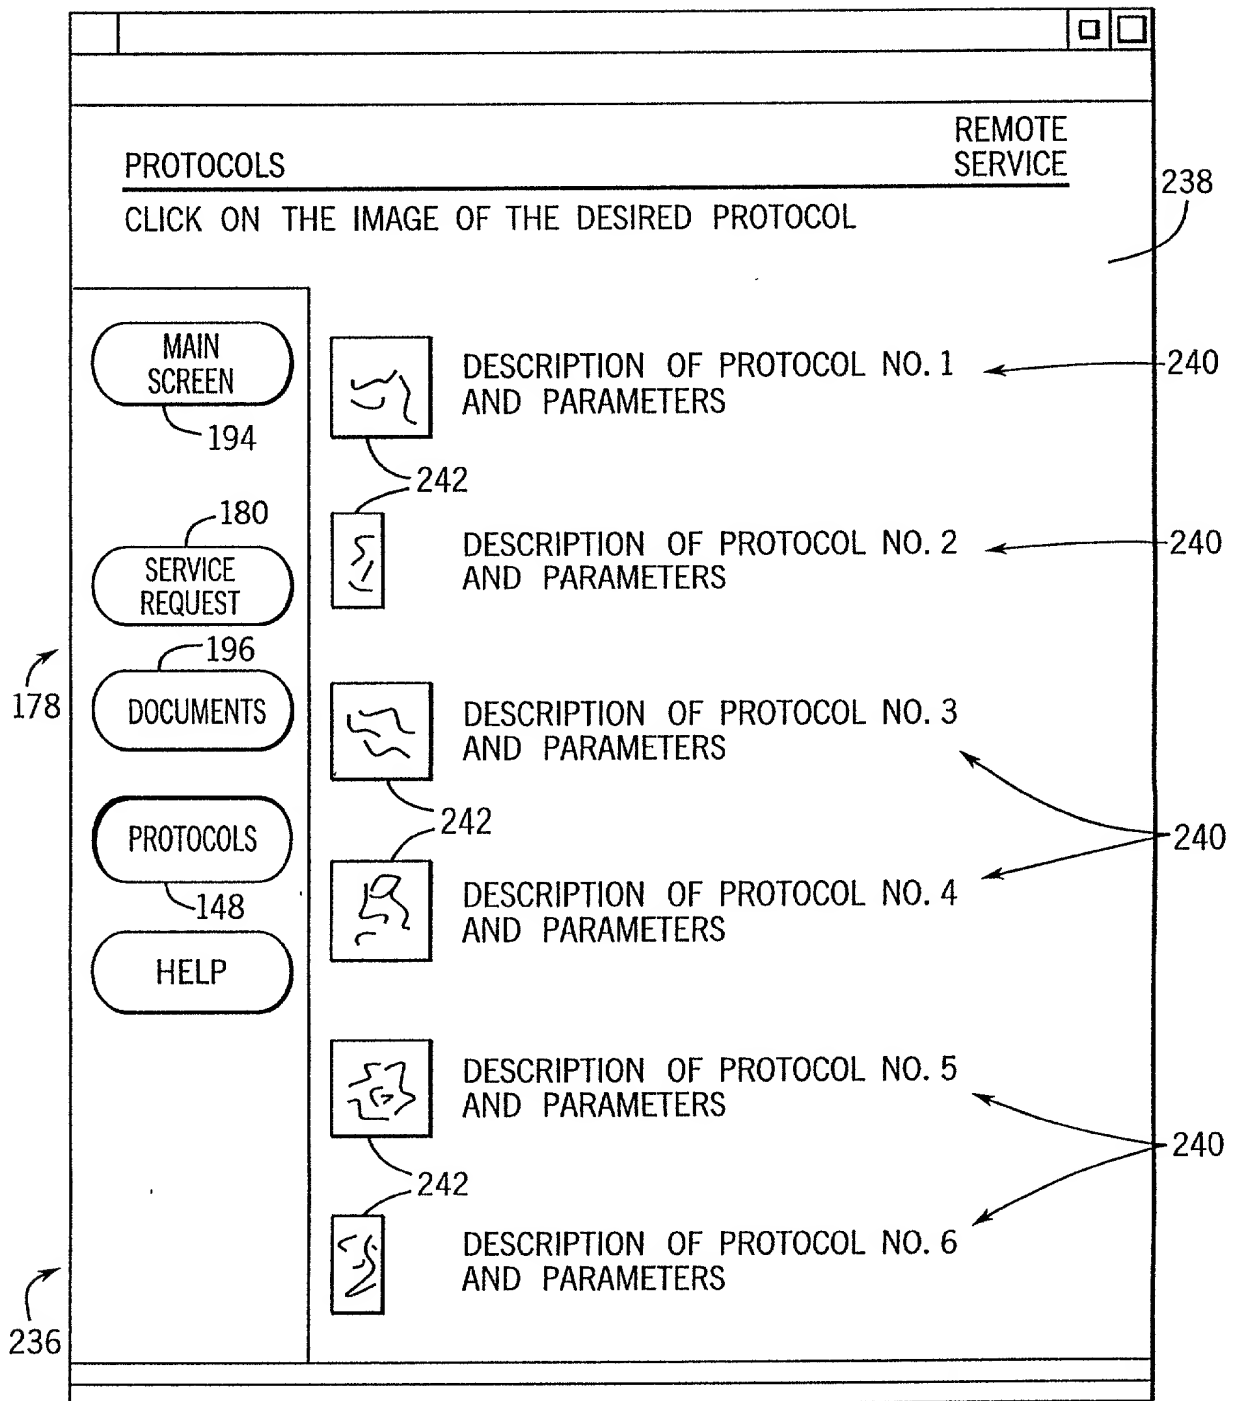 REMOTE
PROTOCOLS SERVICE
238
CLICK ON THE IMAGE OF THE DESIRED PROTOCOL
MAIN
SCREEN
194
180
SERVICE
REQUEST
196
178
DOCUMENTS
PROTOCOLS
148
HELP
236
DESCRIPTION OF PROTOCOL NO. 1
AND PARAMETERS
240
242
DESCRIPTION OF PROTOCOL NO. 2
AND PARAMETERS
240
DESCRIPTION OF PROTOCOL NO. 3
AND PARAMETERS
242
240
DESCRIPTION OF PROTOCOL NO. 4
AND PARAMETERS
DESCRIPTION OF PROTOCOL NO. 5
AND PARAMETERS
242
240
DESCRIPTION OF PROTOCOL NO. 6
AND PARAMETERS